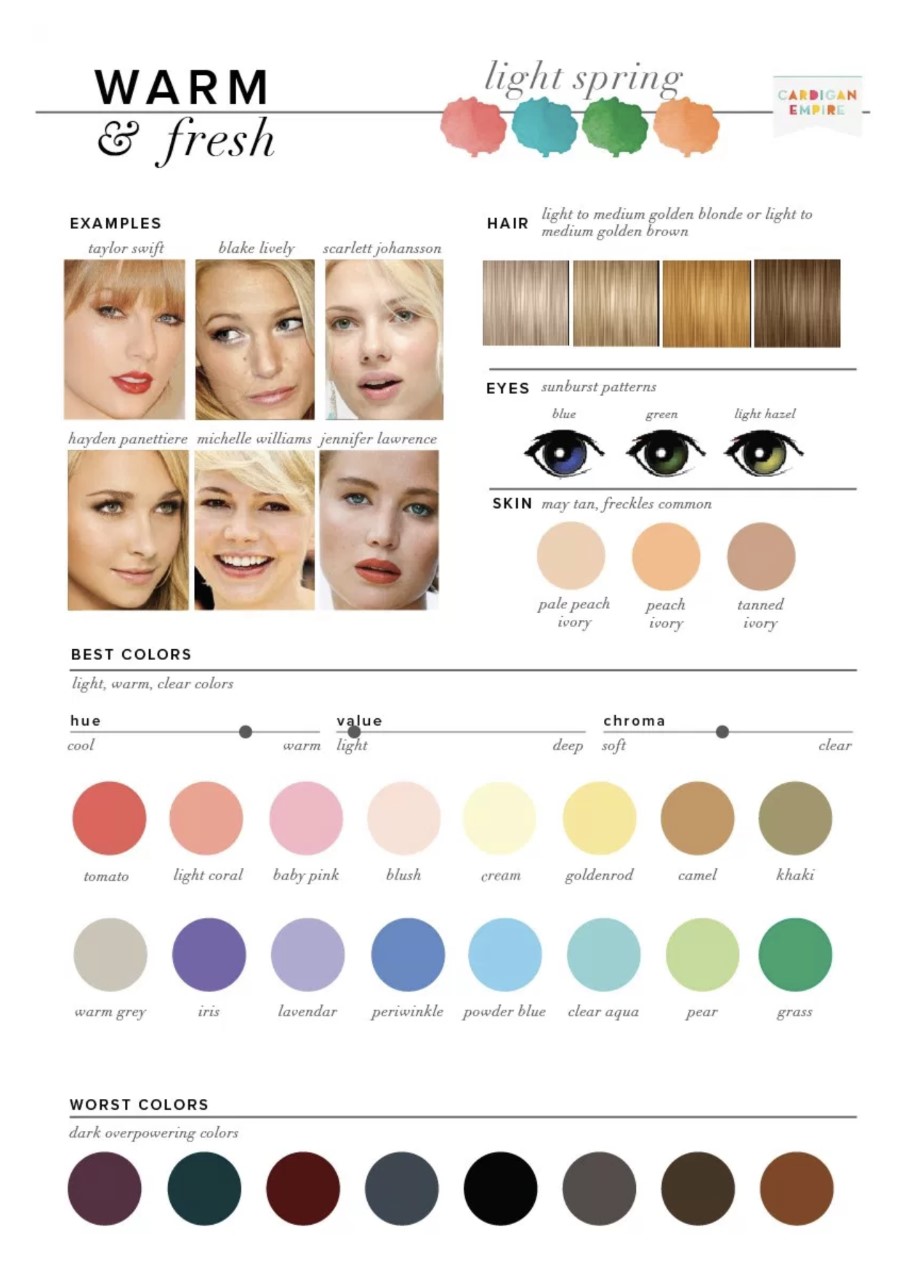 WARM
& fresh
light spring
CARDIGAN
EMPIRE
EXAMPLES
taylor swift
blake lively
scarlett johansson
hayden panettiere
michelle williams
jennifer lawrence
HAIR
light to medium golden blonde or light to
medium golden brown
EYES
sunburst patterns
blue
green
light hazel
SKIN
may tan, freckles common
pale peach
ivory
peach
ivory
tanned
ivory
BEST COLORS
light, warm, clear colors
hue
cool
warm
value
light
deep
chroma
soft
clear
tomato
light coral
baby pink
blush
cream
goldenrod
camel
khaki
warm grey
iris
lavendar
periwinkle
powder blue
clear aqua
pear
grass
WORST COLORS
dark overpowering colors